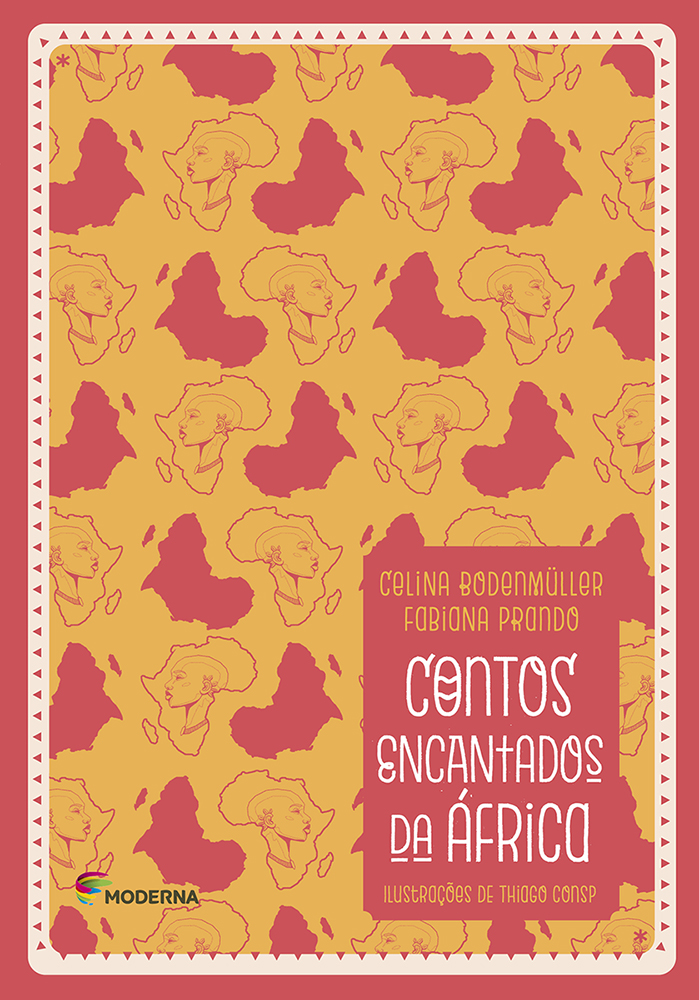 Celina Bodenmüller
Fabiana Prando
Contos
Encantados
da África
Ilustrações de Thiago Consp
MODERNA